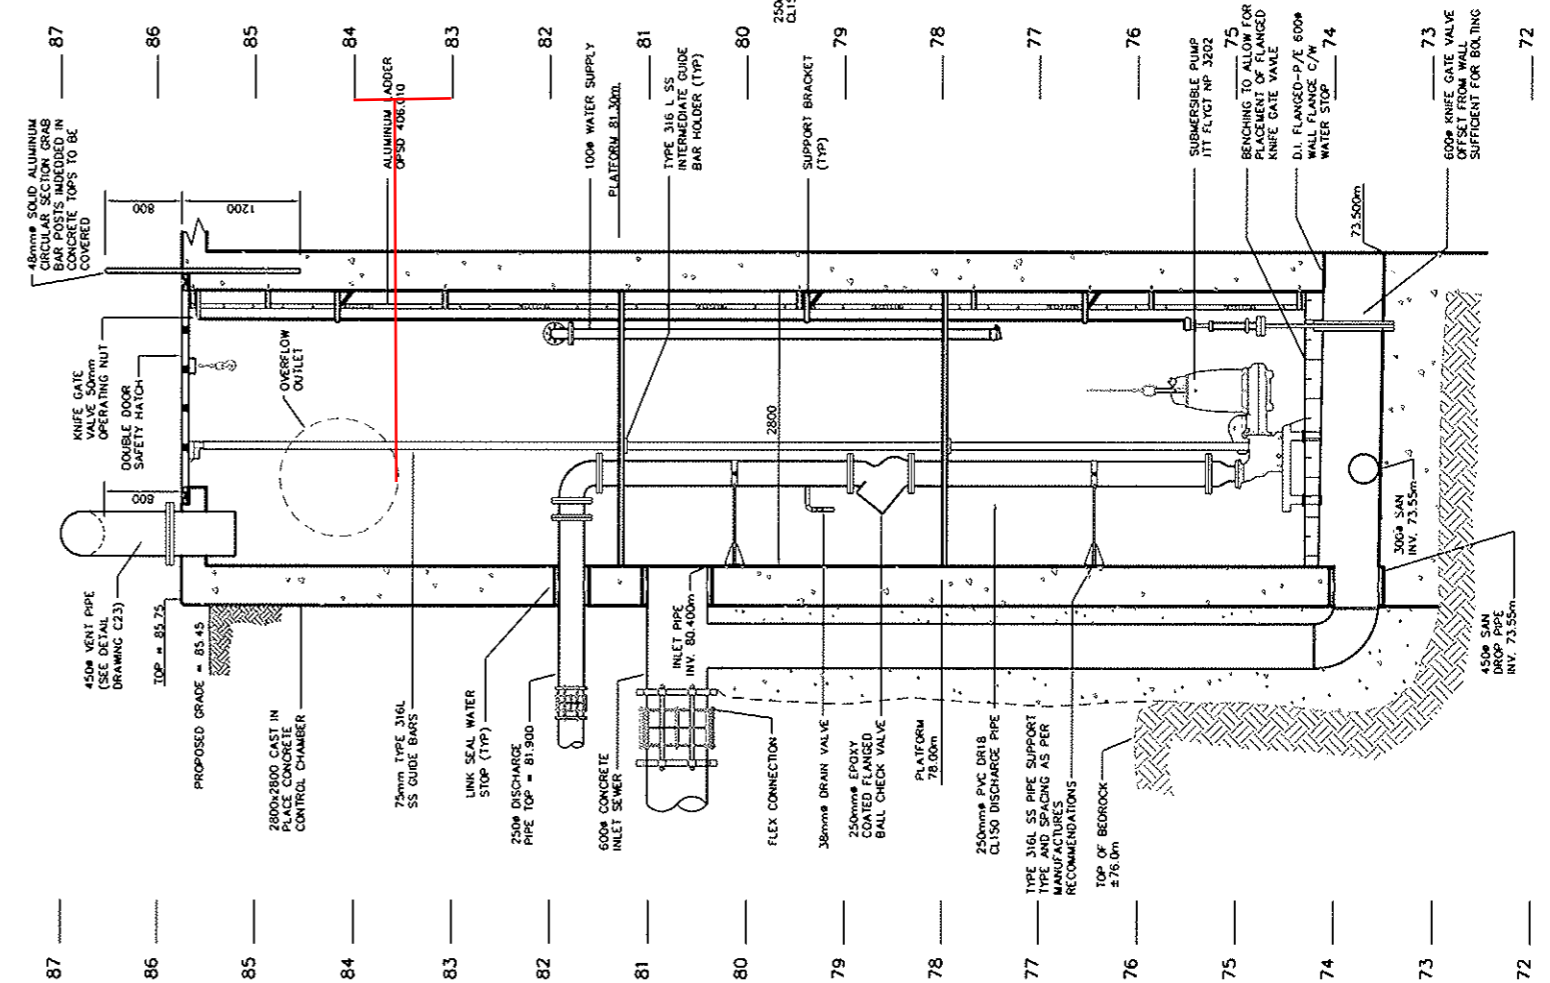 87
86
85
84
83
82
81
80
79
78
77
76
75
74
73
72
48mmø SOLID ALUMINUM
CIRCULAR SECTION GRAB
BAR POSTS IMDEDDED IN
CONCRETE TOPS TO BE
COVERED
800
1200
ALUMINUM LADDER
OPSD 406.010
100ø WATER SUPPLY
PLATFORM 81.30m
TYPE 316 L SS
INTERMEDIATE GUIDE
BAR HOLDER (TYP)
SUPPORT BRACKET
(TYP)
SUBMERSIBLE PUMP
ITT FLYGT NP 3202
BENCHING TO ALLOW FOR
PLACEMENT OF FLANGED
KNIFE GATE VAVLE
D.I. FLANGED-P/E 600ø
WALL FLANGE C/W
WATER STOP
73.500m
600ø KNIFE GATE VALVE
OFFSET FROM WALL
SUFFICIENT FOR BOLTING
KNIFE GATE
VALVE 50mm
OPERATING NUT
DOUBLE DOOR
SAFETY HATCH
OVERFLOW
OUTLET
800
2800
450ø VENT PIPE
(SEE DETAIL
DRAWING C23)
TOP = 85.75
PROPOSED GRADE = 85.45
2800x2800 CAST IN
PLACE CONCRETE
CONTROL CHAMBER
75mm TYPE 316L
SS GUIDE BARS
LINK SEAL WATER
STOP (TYP)
250ø DISCHARGE
PIPE TOP = 81.900
600ø CONCRETE
INLET SEWER
INLET PIPE
INV. 80.400m
FLEX CONNECTION
38mmø DRAIN VALVE
250mmø EPOXY
COATED FLANGED
BALL CHECK VALVE
PLATFORM
78.00m
250mmø PVC DR18
CL150 DISCHARGE PIPE
TYPE 316L SS PIPE SUPPORT
TYPE AND SPACING AS PER
MANUFACTURES
RECOMMENDATIONS
TOP OF BEDROCK
±76.0m
300ø SAN
INV. 73.55m
450ø SAN
DROP PIPE
INV. 73.55m
87
86
85
84
83
82
81
80
79
78
77
76
75
74
73
72